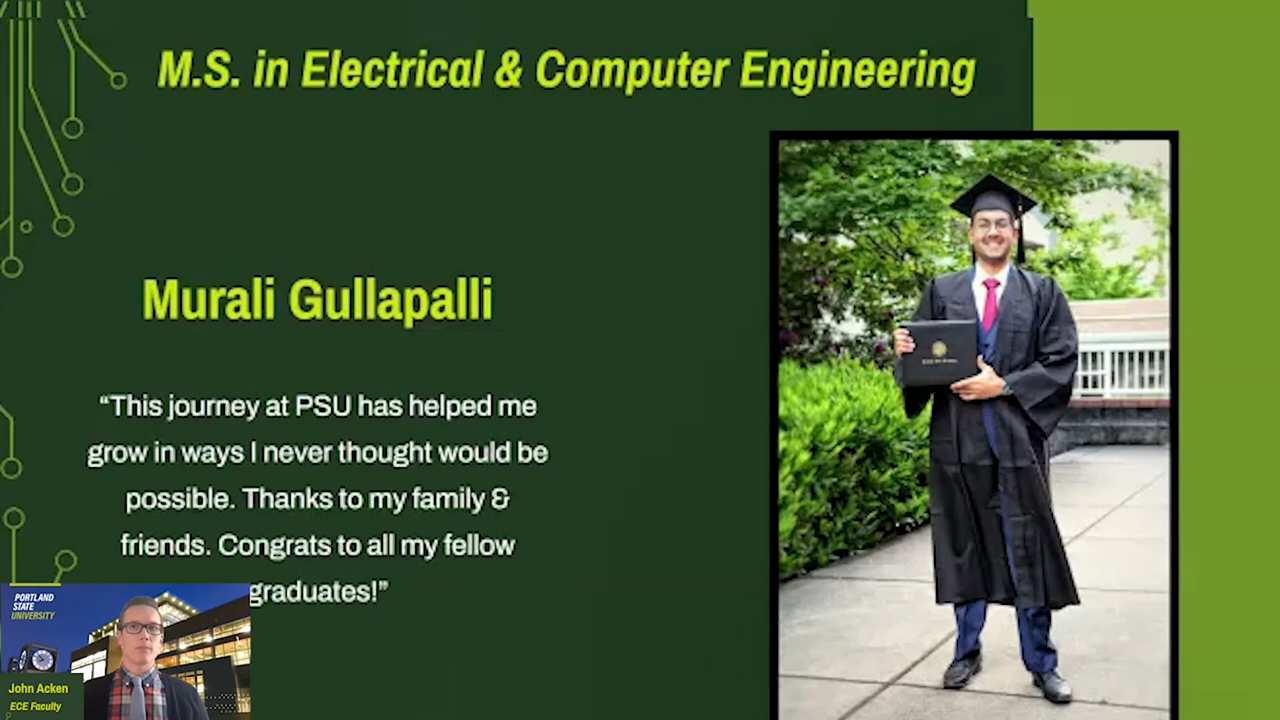 M.S. in Electrical & Computer Engineering
Murali Gullapalli
“This journey at PSU has helped me
grow in ways I never thought would be
possible. Thanks to my family &
friends. Congrats to all my fellow
graduates!”
PORTLAND
STATE
UNIVERSITY
John Acken
ECE Faculty